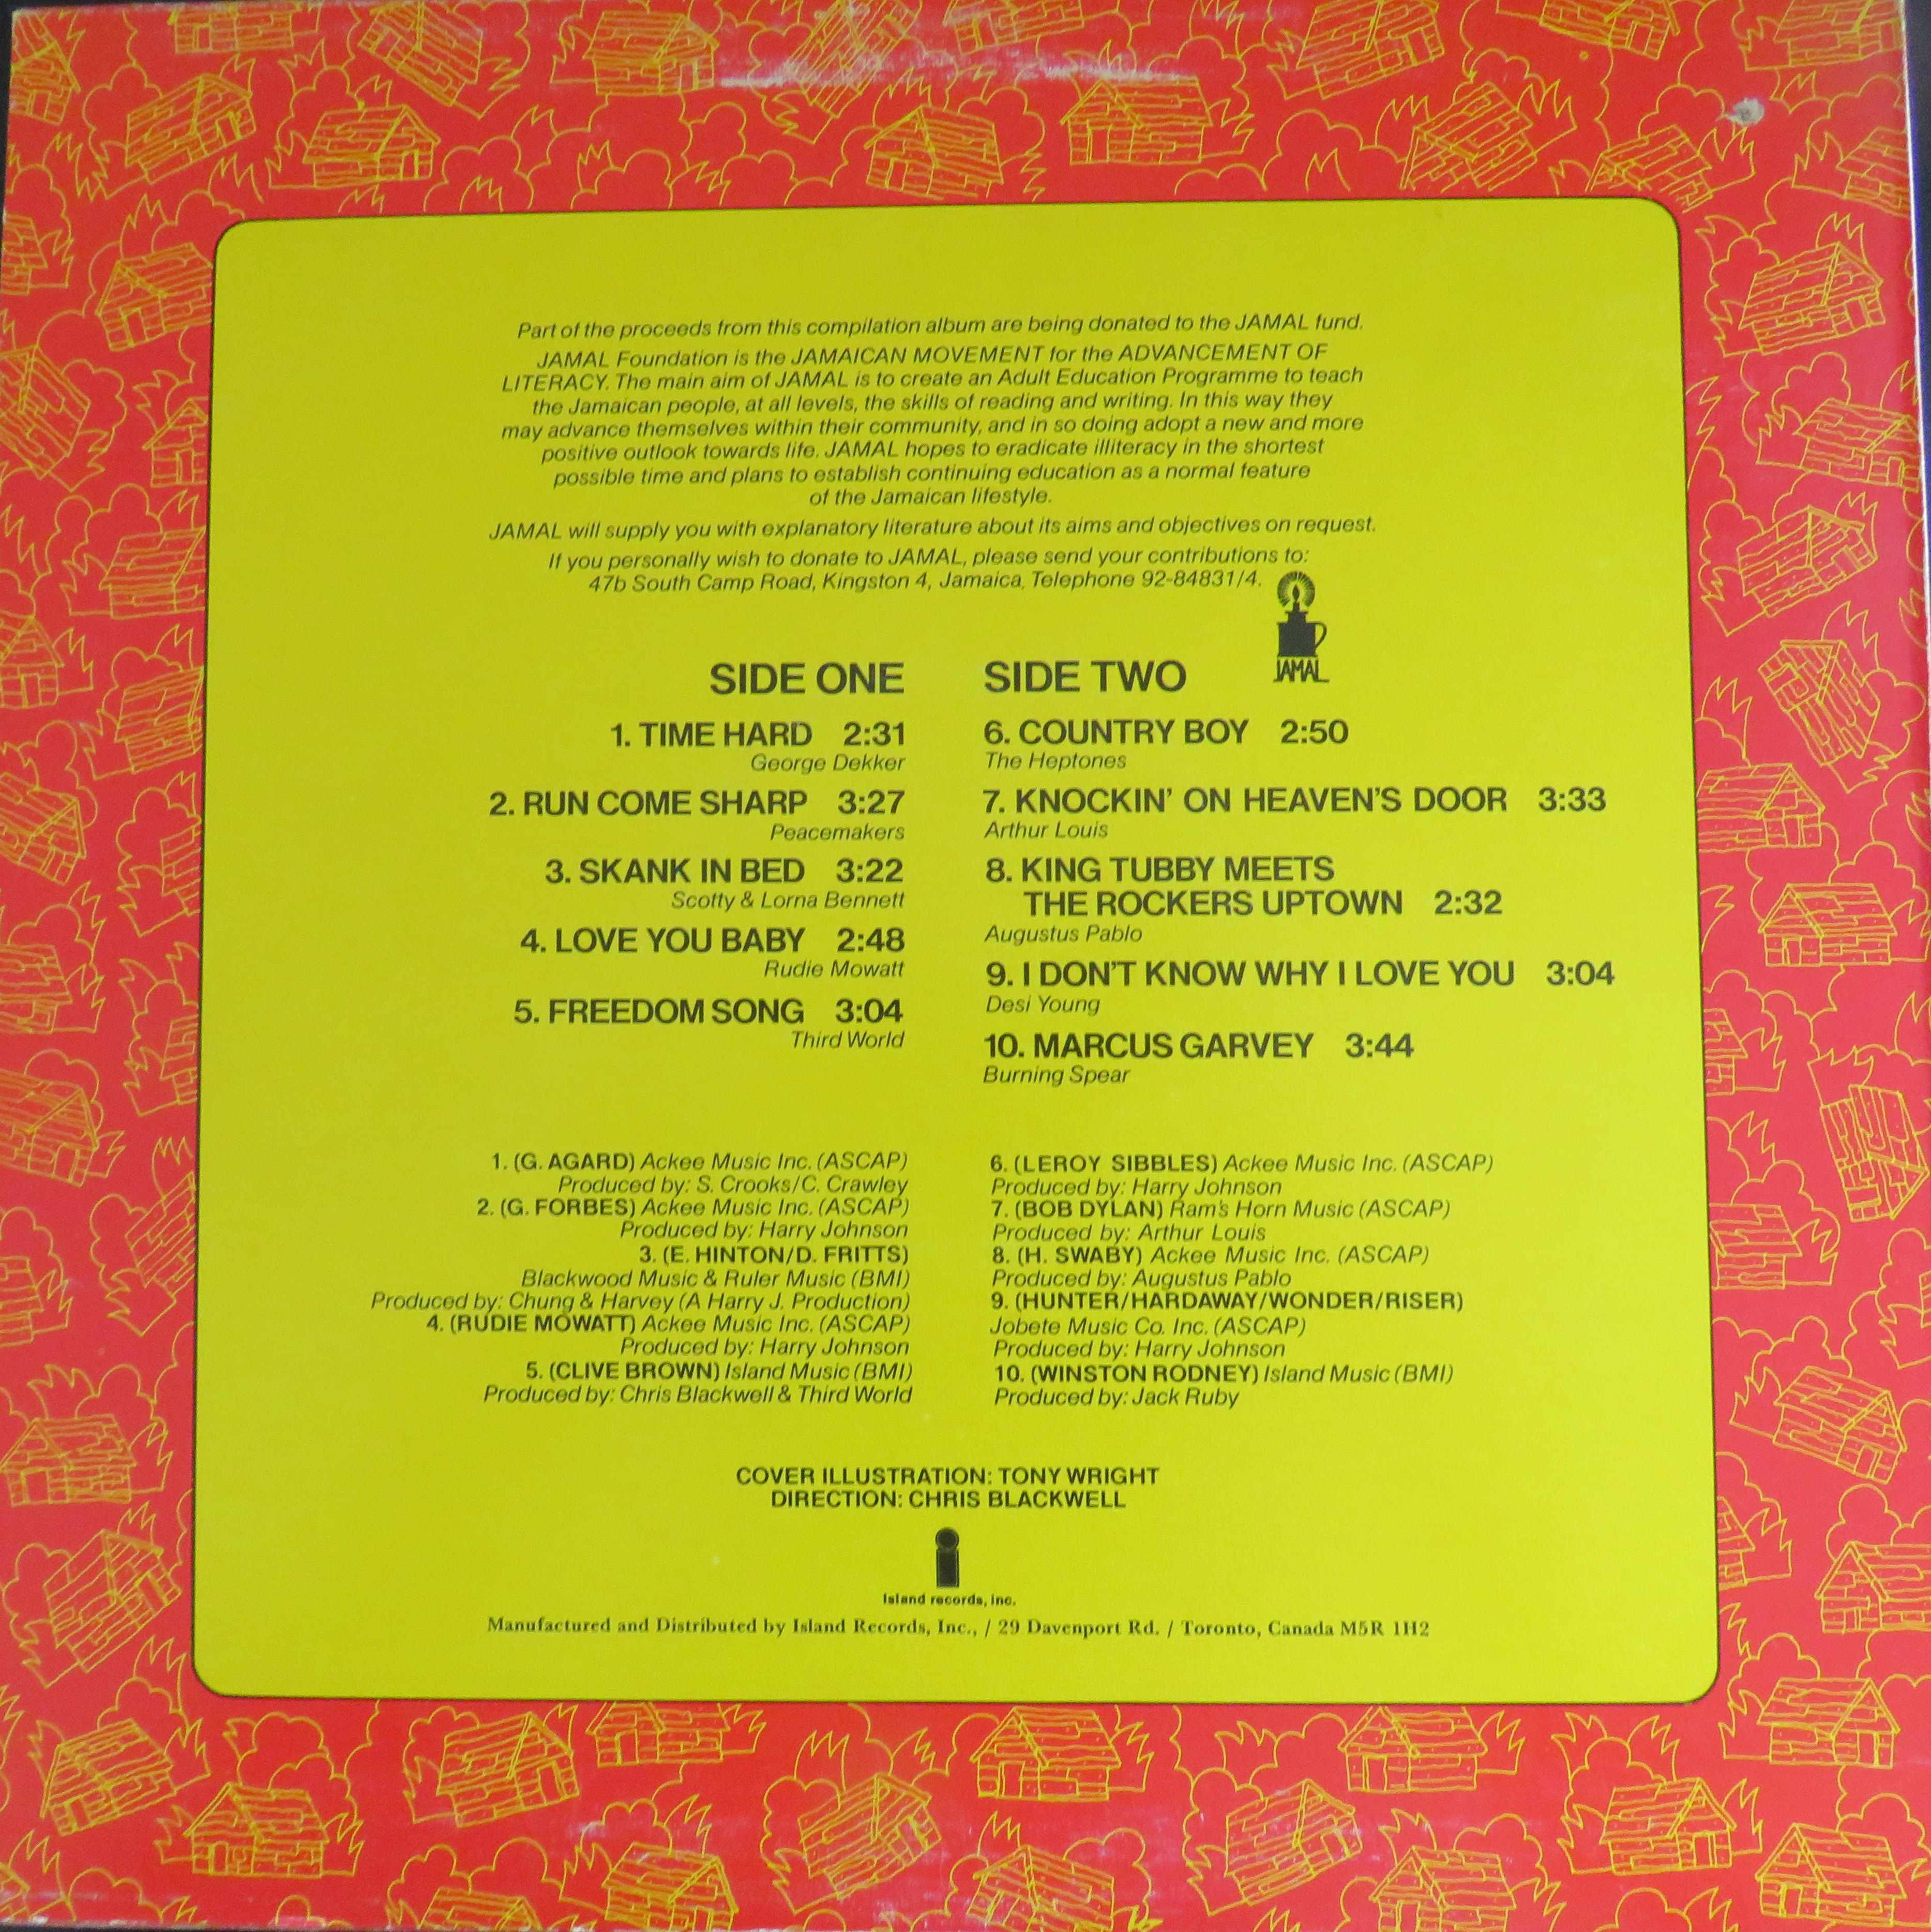 Part of the proceeds from this compilation album are being donated to the JAMAL fund.
JAMAL Foundation is the JAMAICAN MOVEMENT for the ADVANCEMENT OF
LITERACY. The main aim of JAMAL is to create an Adult Education Programme to teach
the Jamaican people, at all levels, the skills of reading and writing. In this way they
may advance themselves within their community, and in so doing adopt a new and more
positive outlook towards life. JAMAL hopes to eradicate illiteracy in the shortest
possible time and plans to establish continuing education as a normal feature
of the Jamaican lifestyle.
JAMAL will supply you with explanatory literature about its aims and objectives on request.
If you personally wish to donate to JAMAL, please send your contributions to:
47b South Camp Road, Kingston 4, Jamaica, Telephone 92-84831/4.
JAMAL
SIDE ONE
1. TIME HARD 2:31
George Dekker
2. RUN COME SHARP 3:27
Peacemakers
3. SKANK IN BED 3:22
Scotty & Lorna Bennett
4. LOVE YOU BABY 2:48
Rudie Mowatt
5. FREEDOM SONG 3:04
Third World
SIDE TWO
6. COUNTRY BOY 2:50
The Heptones
7. KNOCKIN' ON HEAVEN'S DOOR 3:33
Arthur Louis
8. KING TUBBY MEETS
THE ROCKERS UPTOWN 2:32
Augustus Pablo
9. I DON'T KNOW WHY I LOVE YOU 3:04
Desi Young
10. MARCUS GARVEY 3:44
Burning Spear
1. (G. AGARD) Ackee Music Inc. (ASCAP)
Produced by: S. Crooks/C. Crawley
2. (G. FORBES) Ackee Music Inc. (ASCAP)
Produced by: Harry Johnson
3. (E. HINTON/D. FRITTS)
Blackwood Music & Ruler Music (BMI)
Produced by: Chung & Harvey (A Harry J. Production)
4. (RUDIE MOWATT) Ackee Music Inc. (ASCAP)
Produced by: Harry Johnson
5. (CLIVE BROWN) Island Music (BMI)
Produced by: Chris Blackwell & Third World
6. (LEROY SIBBLES) Ackee Music Inc. (ASCAP)
Produced by: Harry Johnson
7. (BOB DYLAN) Ram's Horn Music (ASCAP)
Produced by: Arthur Louis
8. (H. SWABY) Ackee Music Inc. (ASCAP)
Produced by: Augustus Pablo
9. (HUNTER/HARDAWAY/WONDER/RISER)
Jobete Music Co. Inc. (ASCAP)
Produced by: Harry Johnson
10. (WINSTON RODNEY) Island Music (BMI)
Produced by: Jack Ruby
COVER ILLUSTRATION: TONY WRIGHT
DIRECTION: CHRIS BLACKWELL
island records, inc.
Manufactured and Distributed by Island Records, Inc., / 29 Davenport Rd. / Toronto, Canada M5R 1H2